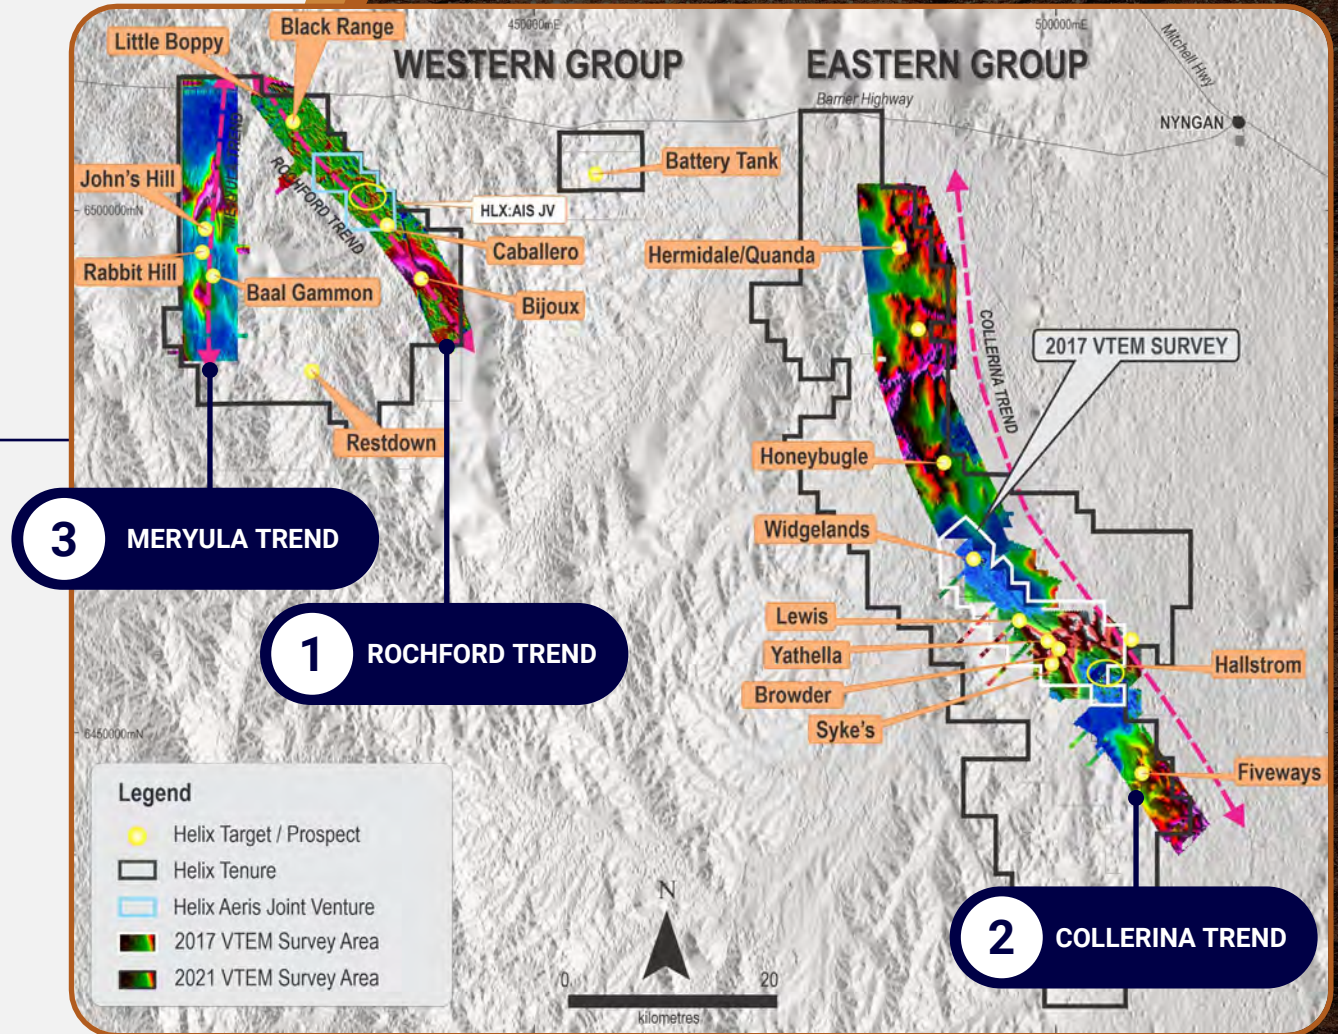 450000mE
500000mE
Black Range
Little Boppy
WESTERN GROUP
EASTERN GROUP
Mitchell Hwy
Barrier Highway
NYNGAN
MERYULA TREND
Battery Tank
ROCHFORD TREND
John's Hill
6500000mN
HLX:AIS JV
Caballero
Hermidale/Quanda
Rabbit Hill
Baal Gammon
Bijoux
COLLERINA TREND
2017 VTEM SURVEY
Restdown
Honeybugle
3 MERYULA TREND
Widgelands
Lewis
1 ROCHFORD TREND
Yathella
Hallstrom
Browder
Syke's
6450000mN
Fiveways
Legend
Helix Target / Prospect
Helix Tenure
Helix Aeris Joint Venture
2017 VTEM Survey Area
2021 VTEM Survey Area
N
0 20
kilometres
2 COLLERINA TREND